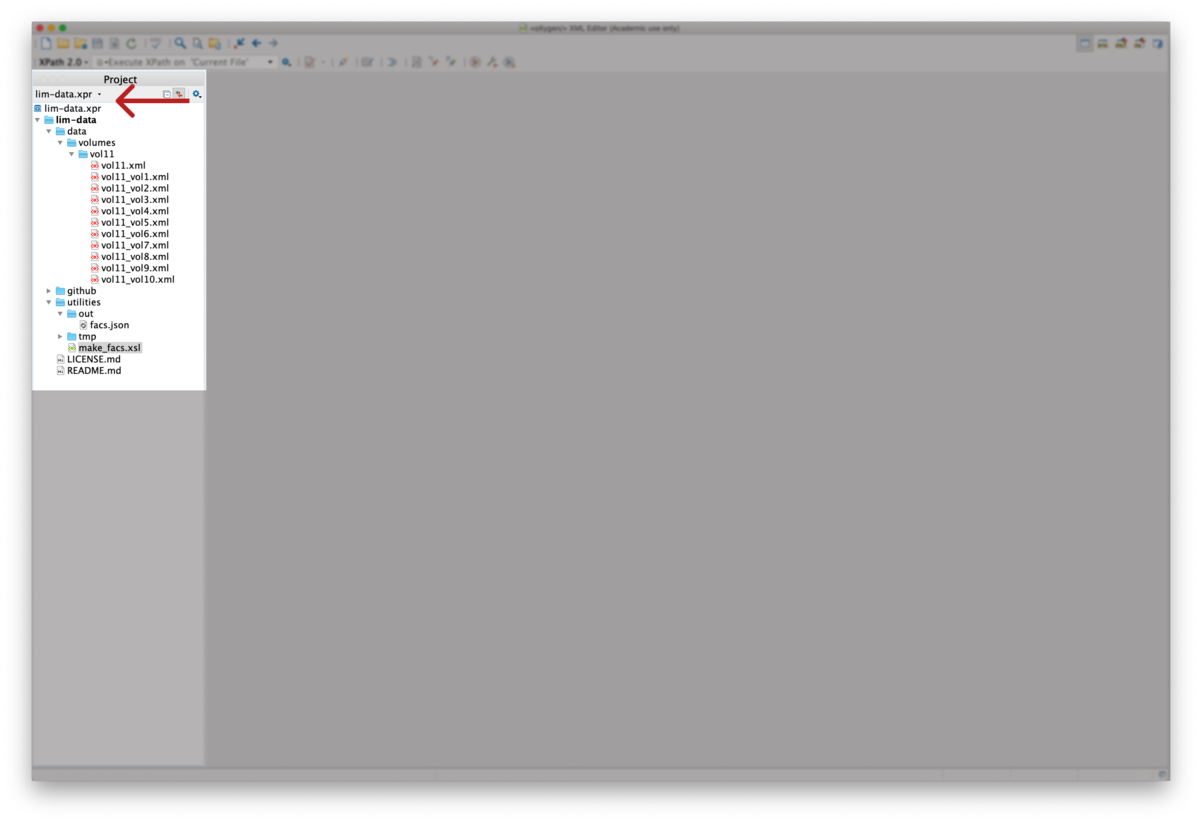 <oXygen/> XML Editor (Academic use only)
XPath 2.0 Execute XPath on 'Current File'
Project
lim-data.xpr
lim-data.xpr
lim-data
data
volumes
vol11
vol11.xml
vol11_vol1.xml
vol11_vol2.xml
vol11_vol3.xml
vol11_vol4.xml
vol11_vol5.xml
vol11_vol6.xml
vol11_vol7.xml
vol11_vol8.xml
vol11_vol9.xml
vol11_vol10.xml
github
utilities
out
facs.json
tmp
make_facs.xsl
LICENSE.md
README.md